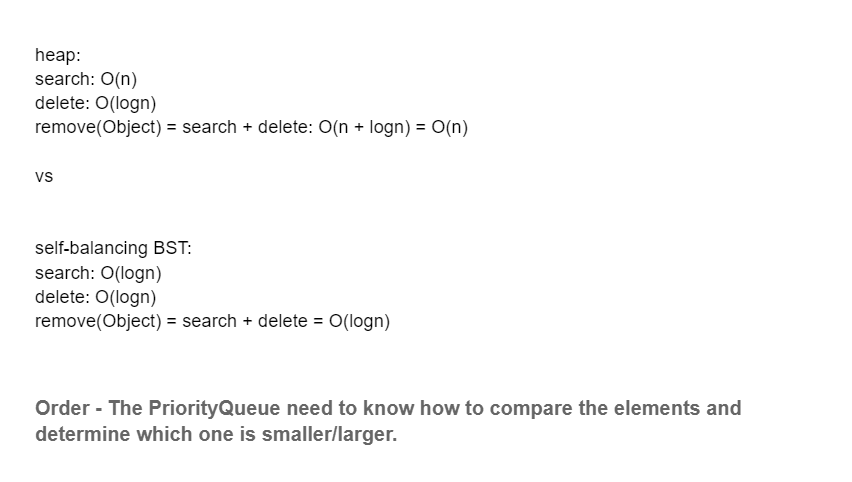 heap:
search: O(n)
delete: O(logn)
remove(Object) = search + delete: O(n + logn) = O(n)
vs
self-balancing BST:
search: O(logn)
delete: O(logn)
remove(Object) = search + delete = O(logn)
Order - The PriorityQueue need to know how to compare the elements and
determine which one is smaller/larger.